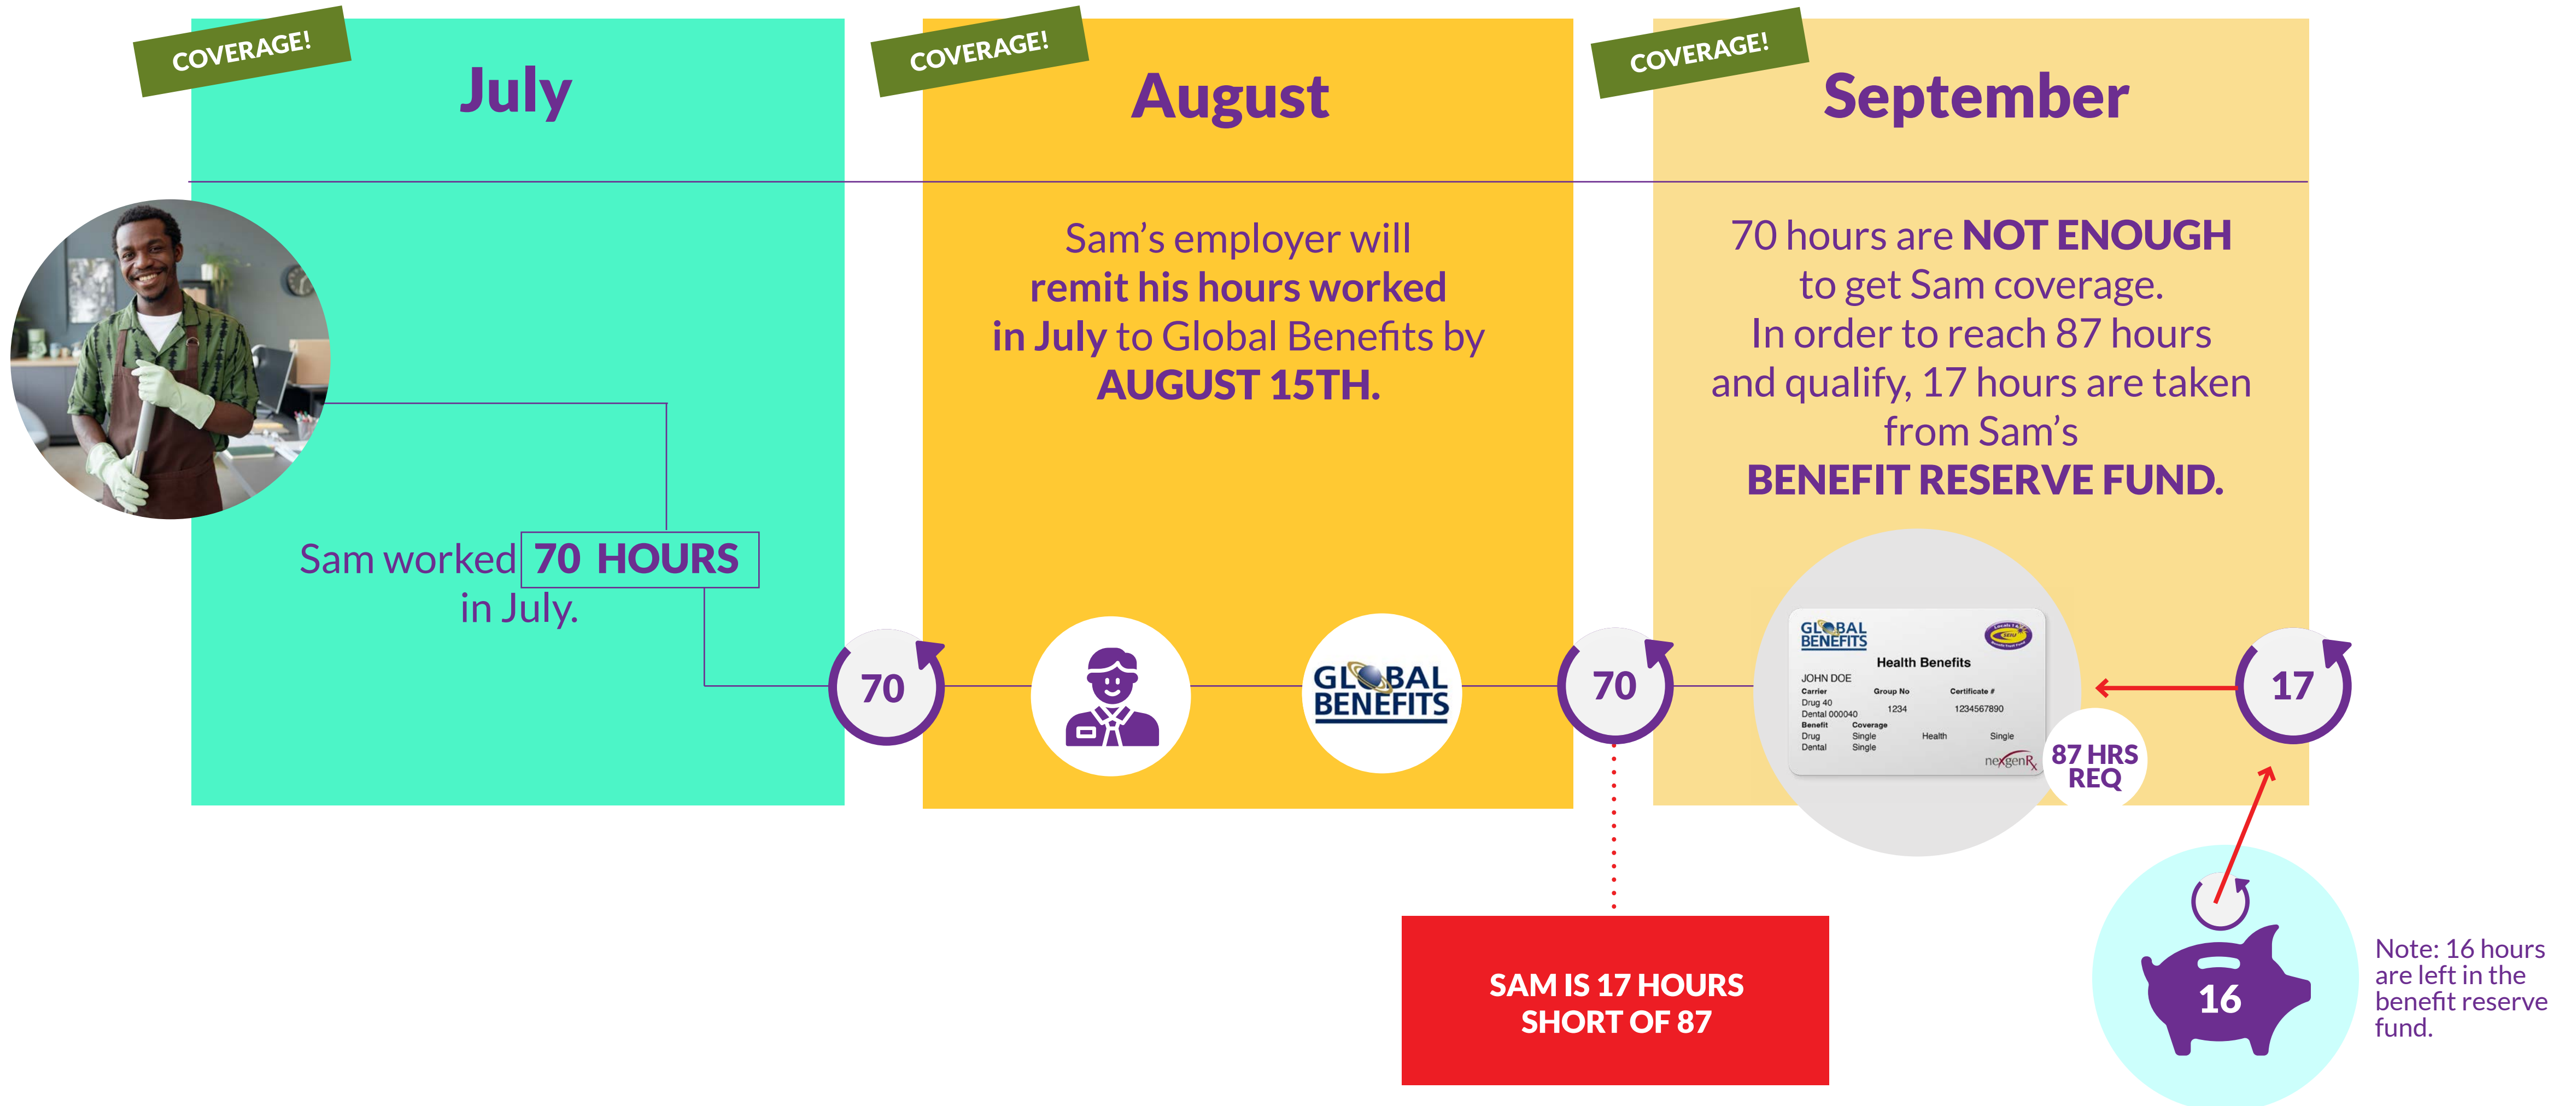 COVERAGE!
July
Sam worked 70 HOURS
in July.
70
COVERAGE!
August
Sam's employer will
remit his hours worked
in July to Global Benefits by
AUGUST 15TH.
GLOBAL
BENEFITS
70
SAM IS 17 HOURS
SHORT OF 87
COVERAGE!
September
70 hours are NOT ENOUGH
to get Sam coverage.
In order to reach 87 hours
and qualify, 17 hours are taken
from Sam's
BENEFIT RESERVE FUND.
GLOBAL
BENEFITS
SEIU
Health Benefits
JOHN DOE
Carrier Group No Certificate #
Drug 40
Dental 000040 1234 1234567890
Benefit Coverage
Drug Single Health Single
Dental Single
nexgenRx
87 HRS
REQ
17
16
Note: 16 hours
are left in the
benefit reserve
fund.